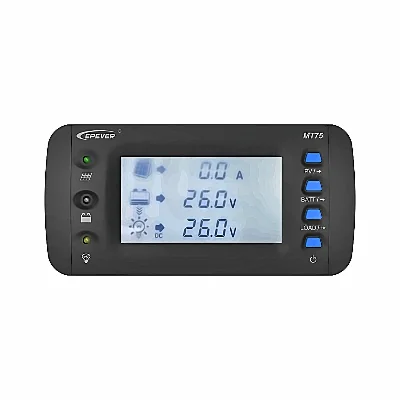 EPEVER
MT75
0.0 A
PV/→
26.0 V
BATT/→
DC
26.0 V
LOAD/→